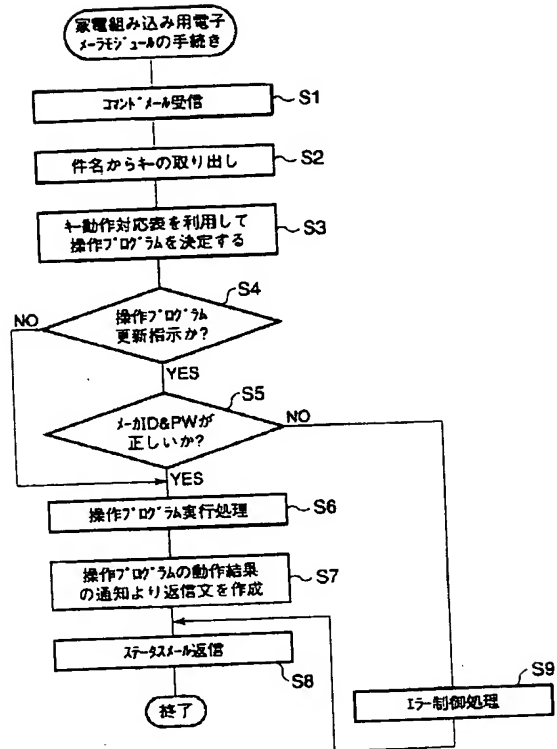 家電組み込み用電子
メーラモジュールの手続き
コマンドメール受信
S1
件名からキーの取り出し
S2
キー動作対応表を利用して
操作プログラムを決定する
S3
S4
操作プログラム
更新指示か?
NO
YES
S5
メーカID&PWが
正しいか?
NO
YES
操作プログラム実行処理
S6
操作プログラムの動作結果
の通知より返信文を作成
S7
ステータスメール返信
S8
終了
S9
エラー制御処理